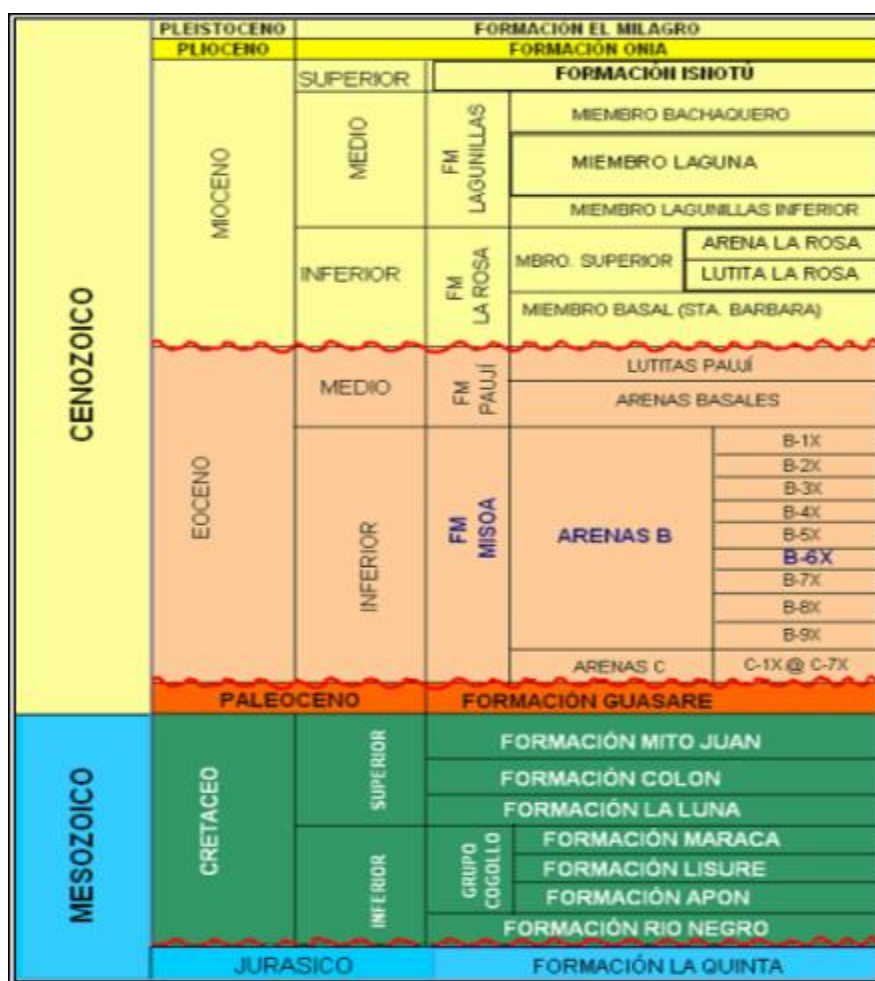 PLEISTOCENO FORMACIÓN EL MILAGRO
PLIOCENO FORMACIÓN ONIA
CENOZOICO
MIOCENO
SUPERIOR FORMACIÓN ISNOTÚ
MEDIO
FM
LAGUNILLAS
MIEMBRO BACHAQUERO
MIEMBRO LAGUNA
MIEMBRO LAGUNILLAS INFERIOR
INFERIOR
FM
LA ROSA
MBRO. SUPERIOR
ARENA LA ROSA
LUTITA LA ROSA
MIEMBRO BASAL (STA. BARBARA)
EOCENO
MEDIO
FM
PAUJÍ
LUTITAS PAUJÍ
ARENAS BASALES
INFERIOR
FM
MISOA
ARENAS B
B-1X
B-2X
B-3X
B-4X
B-5X
B-6X
B-7X
B-8X
B-9X
ARENAS C C-1X @ C-7X
PALEOCENO FORMACIÓN GUASARE
MESOZOICO
CRETACEO
SUPERIOR
FORMACIÓN MITO JUAN
FORMACIÓN COLON
FORMACIÓN LA LUNA
INFERIOR
GRUPO
COGOLLO
FORMACIÓN MARACA
FORMACIÓN LISURE
FORMACIÓN APON
FORMACIÓN RIO NEGRO
JURASICO FORMACIÓN LA QUINTA